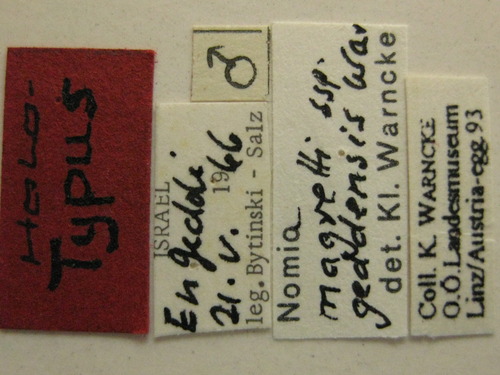 Holo-
Typus
♂
ISRAEL
En geddi
21. V. 1966
leg. Bytinski - Salz
Nomia
magretti ssp.
geddensis War
det. Kl. Warncke
Coll. K. WARNCKE
O.Ö. Landesmuseum
Linz/Austria-egg.93